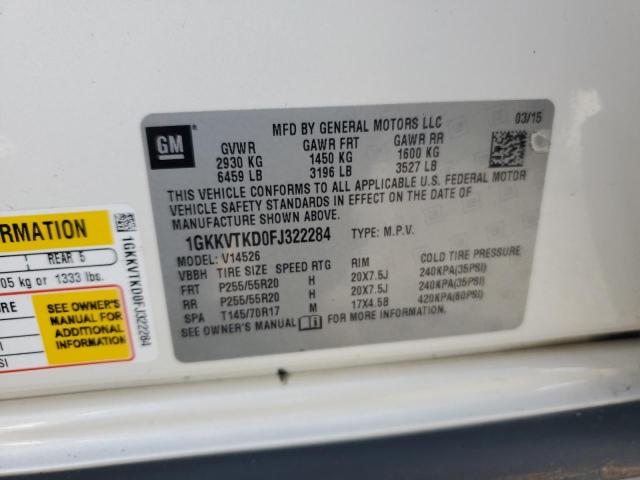 GM
MFD BY GENERAL MOTORS LLC
03/15
GVWR GAWR FRT GAWR RR
2930 KG 1450 KG 1600 KG
6459 LB 3196 LB 3527 LB
THIS VEHICLE CONFORMS TO ALL APPLICABLE U.S. FEDERAL MOTOR
VEHICLE SAFETY STANDARDS IN EFFECT ON THE DATE OF
MANUFACTURE SHOWN ABOVE.
1GKKVTKD0FJ322284 TYPE: M.P.V.
MODEL: V14526
VBBH TIRE SIZE SPEED RTG RIM COLD TIRE PRESSURE
FRT P255/55R20 H 20X7.5J 240KPA(35PSI)
RR P255/55R20 H 20X7.5J 240KPA(35PSI)
SPA T145/70R17 M 17X4.5B 420KPA(60PSI)
SEE OWNER'S MANUAL FOR MORE INFORMATION.
RMATION
1 REAR 5
05 kg or 1333 lbs.
RE
SEE OWNER'S
MANUAL FOR
ADDITIONAL
INFORMATION
SI
1GKKVTKD0FJ322284